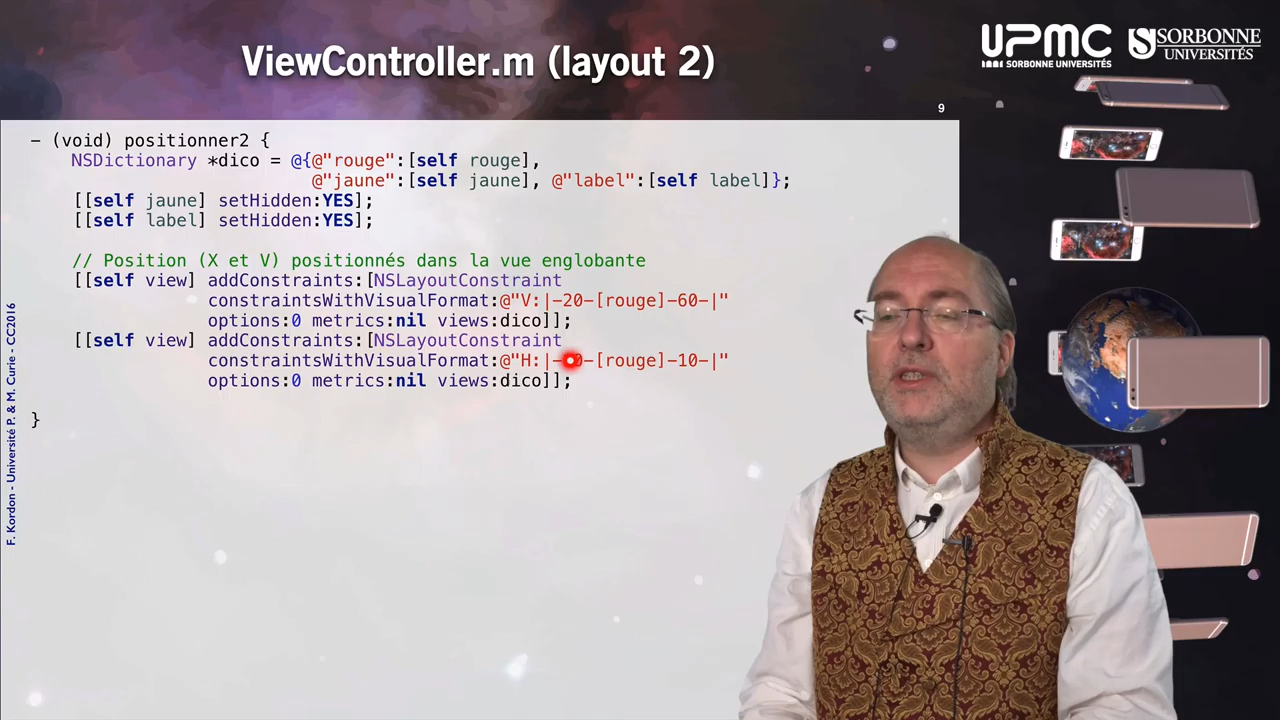 ViewController.m (layout 2)
UPMC
SORBONNE UNIVERSITÉS
SORBONNE
UNIVERSITÉS
9
- (void) positionner2 {
NSDictionary *dico = @{@"rouge":[self rouge],
@"jaune":[self jaune], @"label":[self label]};
[[self jaune] setHidden:YES];
[[self label] setHidden:YES];
// Position (X et V) positionnés dans la vue englobante
[[self view] addConstraints:[NSLayoutConstraint
constraintsWithVisualFormat:@"V:|-20-[rouge]-60-|"
options:0 metrics:nil views:dico]];
[[self view] addConstraints:[NSLayoutConstraint
constraintsWithVisualFormat:@"H:|- -[rouge]-10-|"
options:0 metrics:nil views:dico]];
}
F. Kordon - Université P. & M. Curie - CC2016